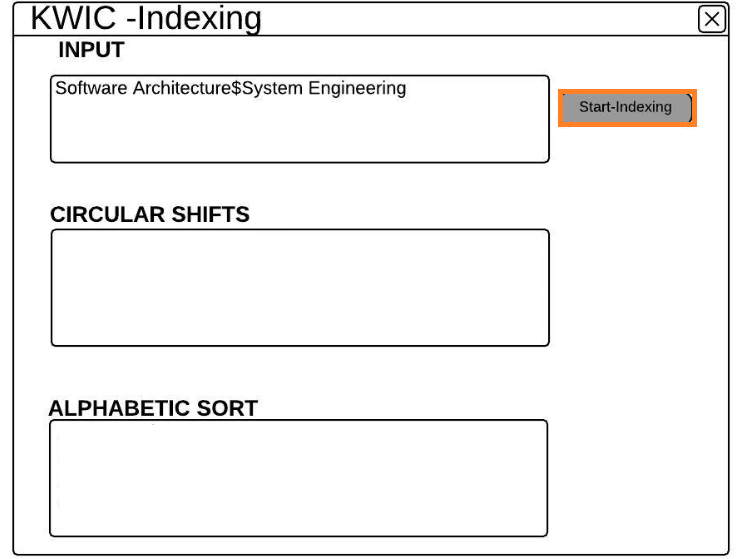 KWIC -Indexing
INPUT
Software Architecture$System Engineering
Start-Indexing
CIRCULAR SHIFTS
ALPHABETIC SORT